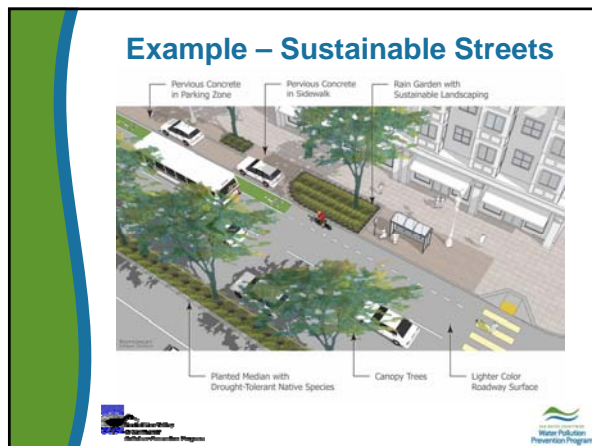 Example – Sustainable Streets
Pervious Concrete
in Parking Zone
Pervious Concrete
in Sidewalk
Rain Garden with
Sustainable Landscaping
Planted Median with
Drought-Tolerant Native Species
Canopy Trees
Lighter Color
Roadway Surface
Water Pollution
Prevention Program